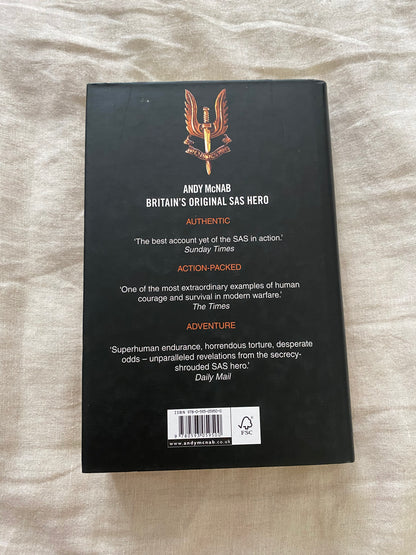 ANDY McNAB
BRITAIN'S ORIGINAL SAS HERO
AUTHENTIC
'The best account yet of the SAS in action.'
Sunday Times
ACTION-PACKED
'One of the most extraordinary examples of human
courage and survival in modern warfare.'
The Times
ADVENTURE
'Superhuman endurance, horrendous torture, desperate
odds – unparalleled revelations from the secrecy-
shrouded SAS hero.'
Daily Mail
FSC
www.andymcnab.co.uk